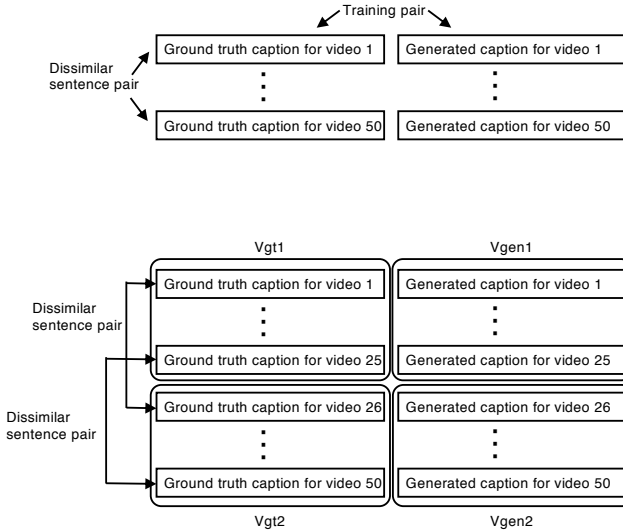 Training pair
Ground truth caption for video 1
Generated caption for video 1
Dissimilar
sentence pair
Ground truth caption for video 50
Generated caption for video 50
Vgt1
Vgen1
Ground truth caption for video 1
Generated caption for video 1
Dissimilar
sentence pair
Ground truth caption for video 25
Generated caption for video 25
Ground truth caption for video 26
Generated caption for video 26
Dissimilar
sentence pair
Ground truth caption for video 50
Generated caption for video 50
Vgt2
Vgen2